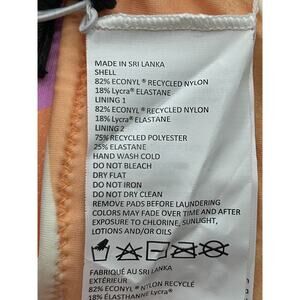 MADE IN SRI LANKA
SHELL
82% ECONYL® RECYCLED NYLON
18% Lycra® ELASTANE
LINING 1
82% ECONYL® RECYCLED NYLON
18% Lycra® ELASTANE
LINING 2
75% RECYCLED POLYESTER
25% ELASTANE
HAND WASH COLD
DO NOT BLEACH
DRY FLAT
DO NOT IRON
DO NOT DRY CLEAN
REMOVE PADS BEFORE LAUNDERING
COLORS MAY FADE OVER TIME AND AFTER
EXPOSURE TO CHLORINE, SUNLIGHT,
LOTIONS AND/OR OILS
FABRIQUÉ AU SRI LANKA
EXTÉRIEUR
82% ECONYL® NYLON RECYCLÉ
18% ÉLASTHANNE Lycra®